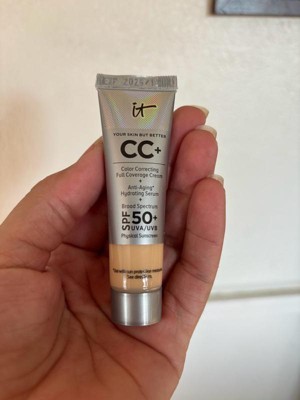 it
YOUR SKIN BUT BETTER
CC+
Color Correcting
Full Coverage Cream
+
Anti-Aging*
Hydrating Serum
+
Broad Spectrum
SPF 50+
UVA/UVB
Physical Sunscreen